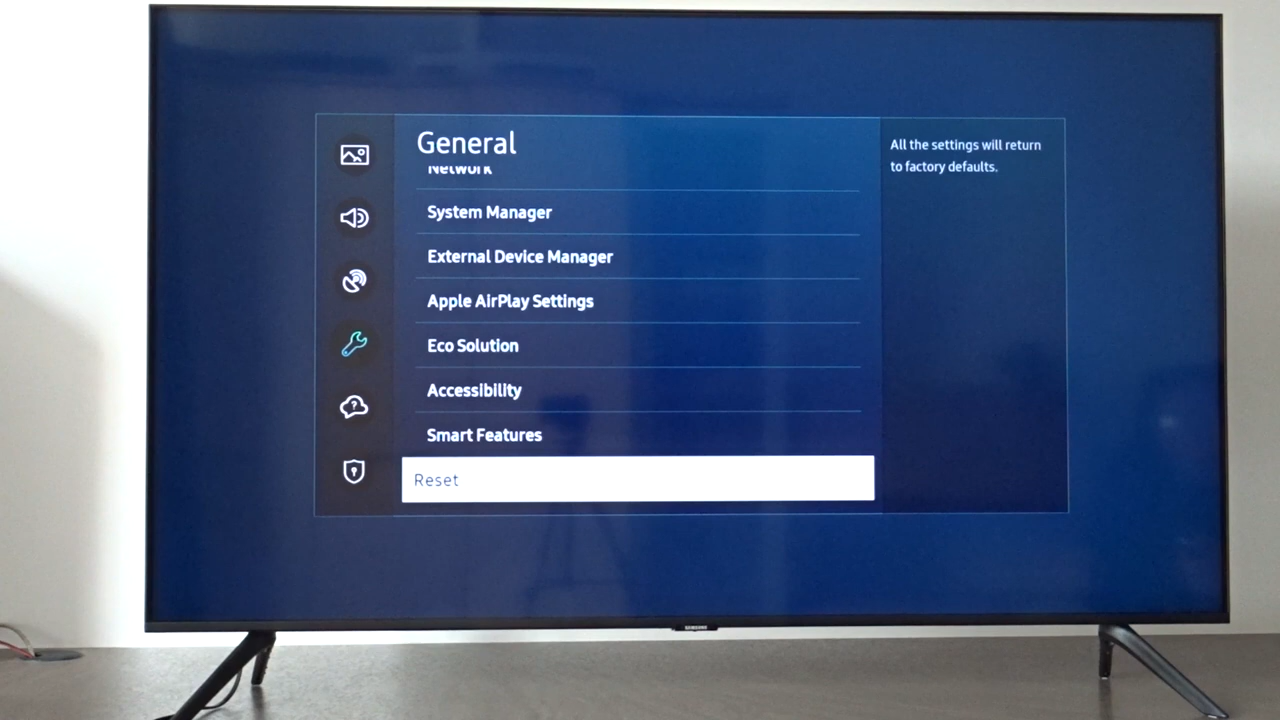 General
Network
System Manager
External Device Manager
Apple AirPlay Settings
Eco Solution
Accessibility
Smart Features
Reset
All the settings will return
to factory defaults.
SAMSUNG